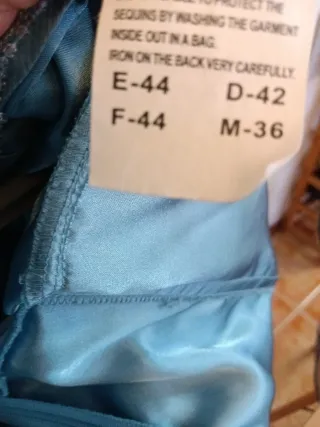 TO PROTECT THE
SEQUINS BY WASHING THE GARMENT
INSIDE OUT IN A BAG.
IRON ON THE BACK VERY CAREFULLY.
E-44 D-42
F-44 M-36